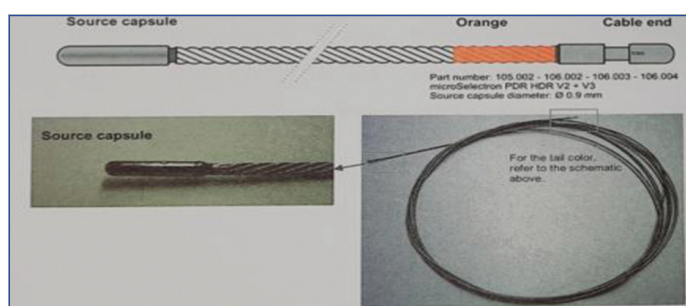 Source capsule
Orange
Cable end
Part number: 105.002 - 106.002 - 106.003 - 106.004
microSelectron PDR HDR V2 + V3
Source capsule diameter: Ø 0.9 mm
Source capsule
For the tail color,
refer to the schematic
above.